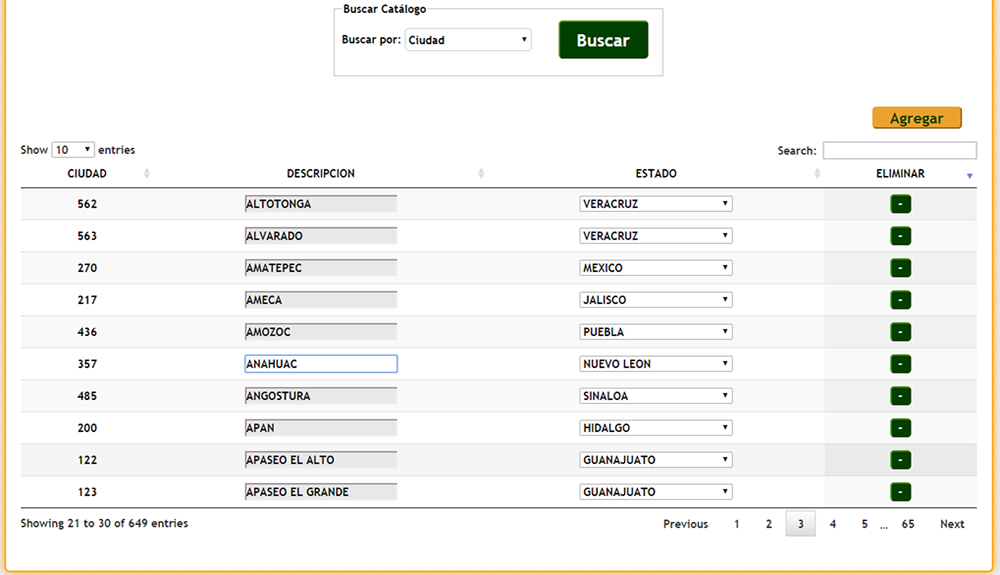 Buscar Catálogo
Buscar por: Ciudad Buscar
Agregar
Show 10 entries Search:
CIUDAD DESCRIPCION ESTADO ELIMINAR
562 ALTOTONGA VERACRUZ -
563 ALVARADO VERACRUZ -
270 AMATEPEC MEXICO -
217 AMECA JALISCO -
436 AMOZOC PUEBLA -
357 ANAHUAC NUEVO LEON -
485 ANGOSTURA SINALOA -
200 APAN HIDALGO -
122 APASEO EL ALTO GUANAJUATO -
123 APASEO EL GRANDE GUANAJUATO -
Showing 21 to 30 of 649 entries Previous 1 2 3 4 5 ... 65 Next